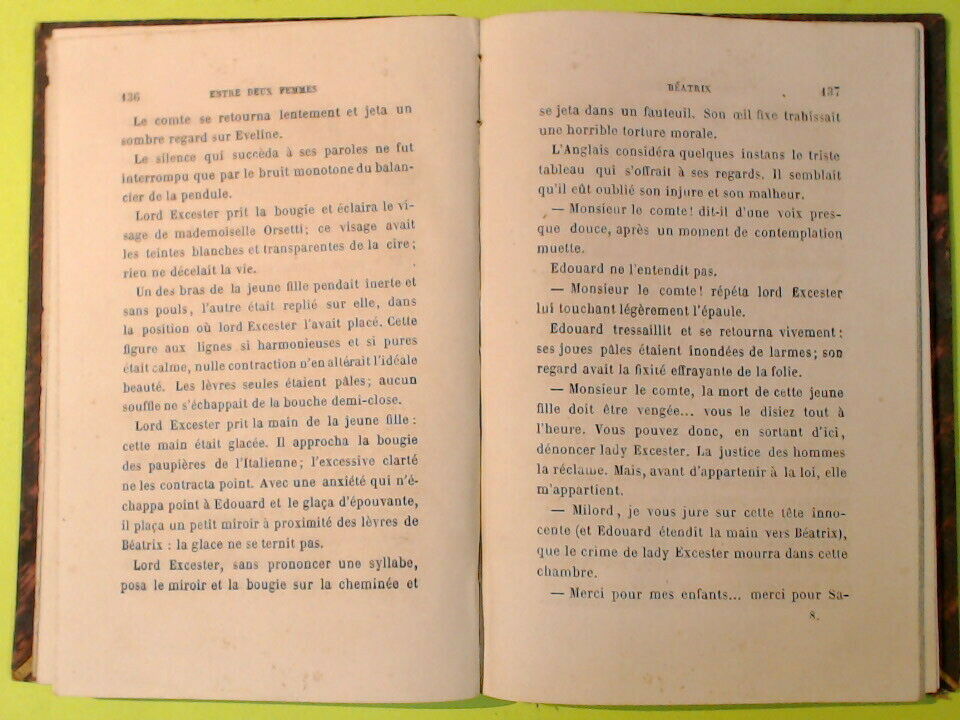 136
ENTRE DEUX FEMMES
Le comte se retourna lentement et jeta un
sombre regard sur Eveline.
Le silence qui succéda à ses paroles ne fut
interrompu que par le bruit monotone du balan-
cier de la pendule.
Lord Excester prit la bougie et éclaira le vi-
sage de mademoiselle Orsetti; ce visage avait
les teintes blanches et transparentes de la cire;
rien ne décelait la vie.
Un des bras de la jeune fille pendait inerte et
sans pouls, l'autre était replié sur elle, dans
la position où lord Excester l'avait placé. Cette
figure aux lignes si harmonieuses et si pures
était calme, nulle contraction n'en altérait l'idéale
beauté. Les lèvres seules étaient pâles; aucun
souffle ne s'échappait de la bouche demi-close.
Lord Excester prit la main de la jeune fille:
cette main était glacée. Il approcha la bougie
des paupières de l'Italienne; l'excessive clarté
ne les contracta point. Avec une anxiété qui n'é-
chappa point à Edouard et le glaça d'épouvante,
il plaça un petit miroir à proximité des lèvres de
Béatrix: la glace ne se ternit pas.
Lord Excester, sans prononcer une syllabe,
posa le miroir et la bougie sur la cheminée et
BÉATRIX
137
se jeta dans un fauteuil. Son œil fixe trahissait
une horrible torture morale.
L'Anglais considéra quelques instans le triste
tableau qui s'offrait à ses regards. Il semblait
qu'il eût oublié son injure et son malheur.
— Monsieur le comte! dit-il d'une voix pres-
que douce, après un moment de contemplation
muette.
Edouard ne l'entendit pas.
— Monsieur le comte! répéta lord Excester
lui touchant légèrement l'épaule.
Edouard tressaillit et se retourna vivement:
ses joues pâles étaient inondées de larmes; son
regard avait la fixité effrayante de la folie.
— Monsieur le comte, la mort de cette jeune
fille doit être vengée... vous le disiez tout à
l'heure. Vous pouvez donc, en sortant d'ici,
dénoncer lady Excester. La justice des hommes
la réclame. Mais, avant d'appartenir à la loi, elle
m'appartient.
— Milord, je vous jure sur cette tête inno-
cente (et Edouard étendit la main vers Béatrix),
que le crime de lady Excester mourra dans cette
chambre.
— Merci pour mes enfants... merci pour Sa-
8.